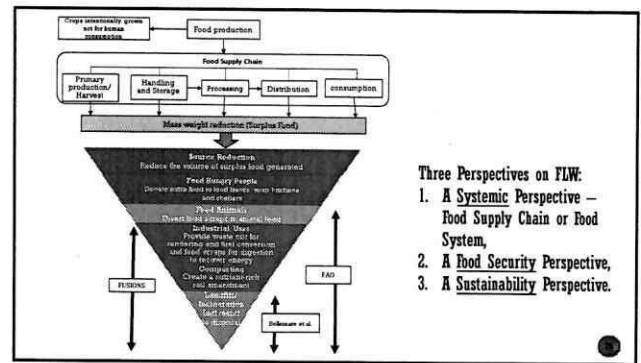 Crops intentionally grown
not for human
consumption
Food production
Food Supply Chain
Primary
production/
Harvest
Handling
and Storage
Processing
Distribution
consumption
Mass weight reduction (Surplus Food)
Source Reduction
Reduce the volume of surplus food generated
Feed Hungry People
Donate extra food to food banks, soup kitchens
and shelters
Feed Animals
Divert food scraps to animal food
Industrial Uses
Provide waste oils for
rendering and fuel conversion
and food scraps for digestion
to recover energy
Composting
Create a nutrient-rich
soil amendment
Landfill/
Incineration
Last resort
to disposal
FUSIONS
FAO
Bellemare et al.
Three Perspectives on FLW:
1. A Systemic Perspective –
Food Supply Chain or Food
System,
2. A Food Security Perspective,
3. A Sustainability Perspective.